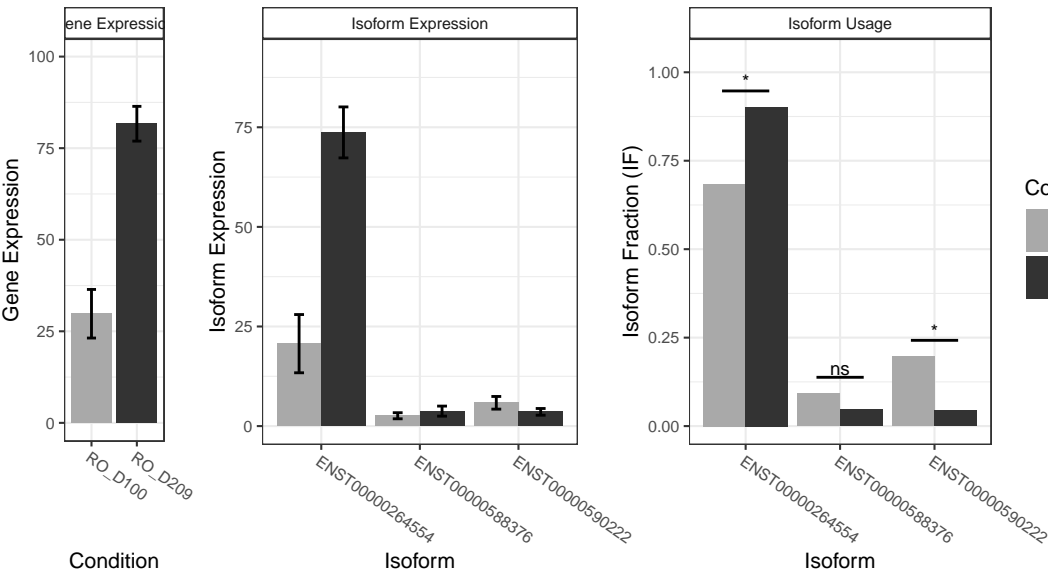 ene Expressio
Gene Expression
100
75
50
25
0
RO_D100
RO_D209
Condition
Isoform Expression
Isoform Expression
75
50
25
0
ENST00000264554
ENST00000588376
ENST00000590222
Isoform
Isoform Usage
Isoform Fraction (IF)
1.00
0.75
0.50
0.25
0.00
*
ns
*
ENST00000264554
ENST00000588376
ENST00000590222
Isoform
Co